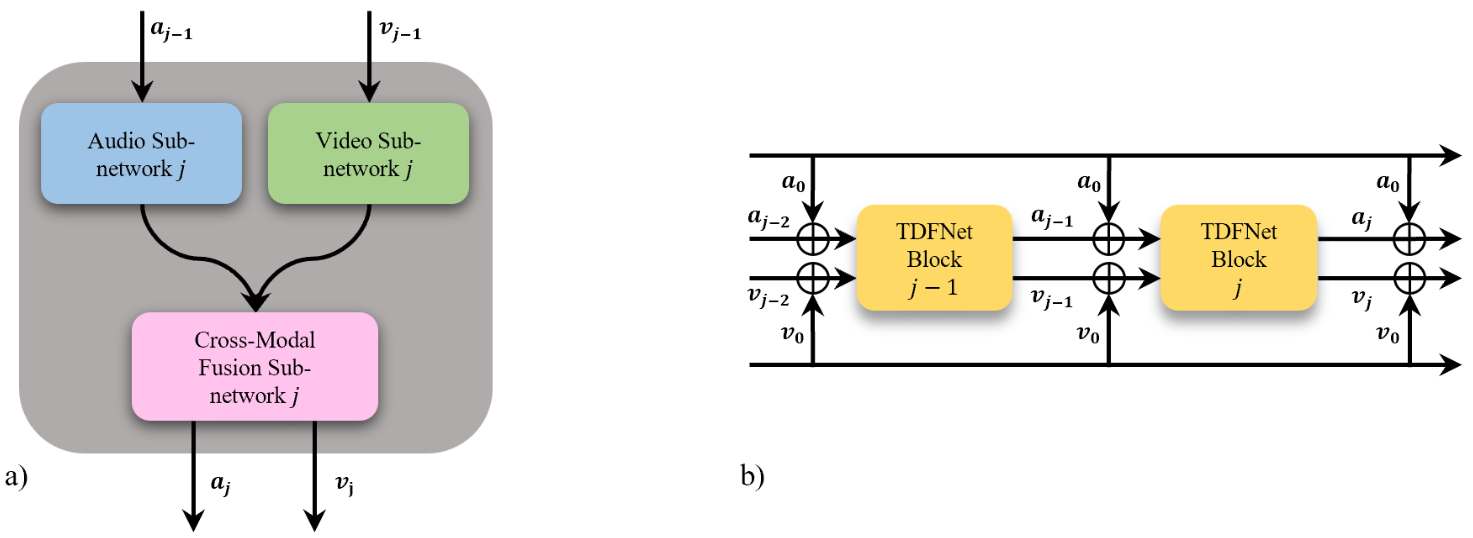 a_{j−1}
v_{j−1}
Audio Sub-
network j
Video Sub-
network j
Cross-Modal
Fusion Sub-
network j
a_j
v_j
a)
a_0
a_0
a_0
a_{j−2}
a_{j−1}
a_j
TDFNet
Block
j − 1
TDFNet
Block
j
v_{j−2}
v_{j−1}
v_j
v_0
v_0
v_0
b)